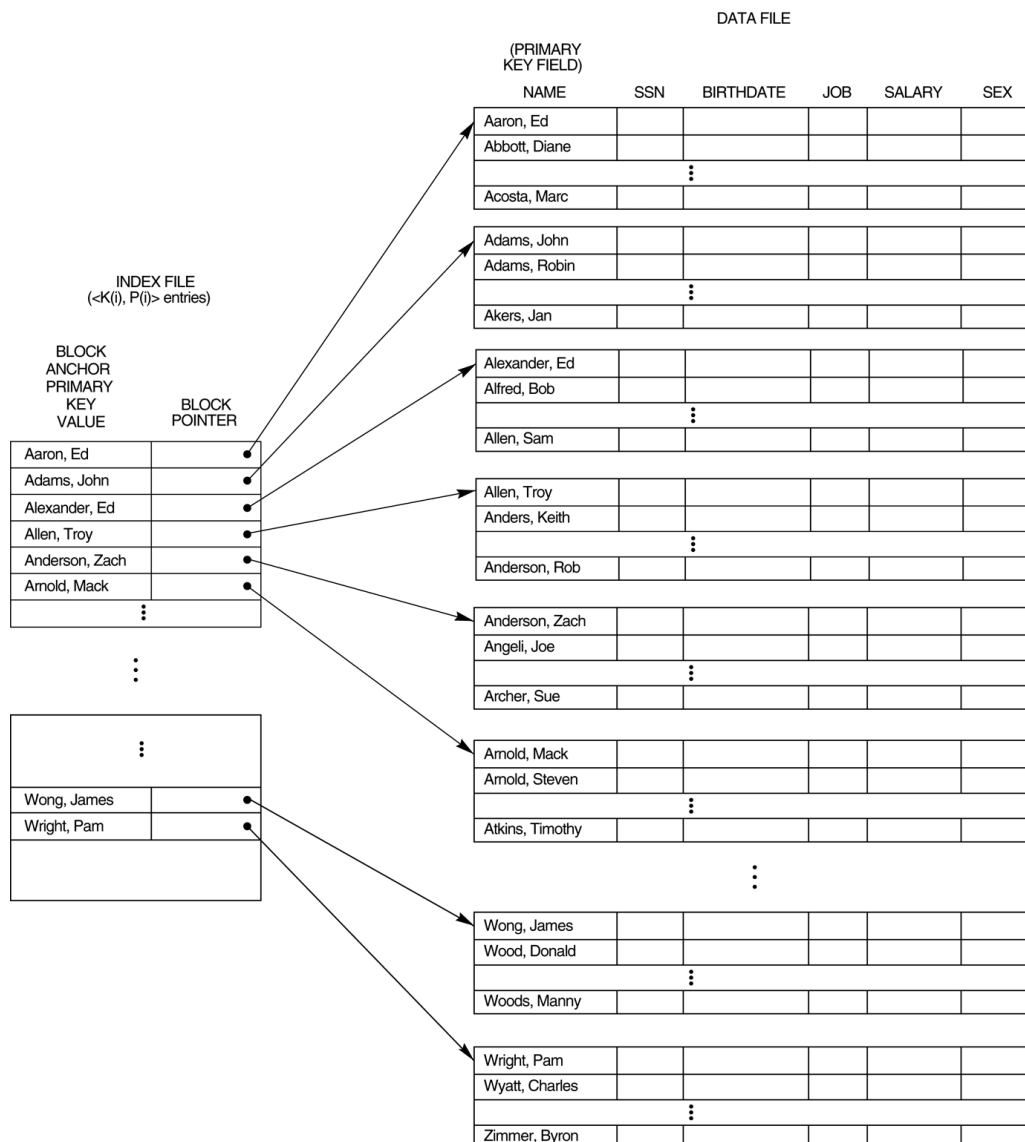 DATA FILE
(PRIMARY
KEY FIELD)
NAME SSN BIRTHDATE JOB SALARY SEX
Aaron, Ed
Abbott, Diane
Acosta, Marc
Adams, John
Adams, Robin
Akers, Jan
Alexander, Ed
Alfred, Bob
Allen, Sam
Allen, Troy
Anders, Keith
Anderson, Rob
Anderson, Zach
Angeli, Joe
Archer, Sue
Arnold, Mack
Arnold, Steven
Atkins, Timothy
Wong, James
Wood, Donald
Woods, Manny
Wright, Pam
Wyatt, Charles
Zimmer, Byron
INDEX FILE
(<K(i), P(i)> entries)
BLOCK
ANCHOR
PRIMARY
KEY
VALUE
BLOCK
POINTER
Aaron, Ed
Adams, John
Alexander, Ed
Allen, Troy
Anderson, Zach
Arnold, Mack
Wong, James
Wright, Pam